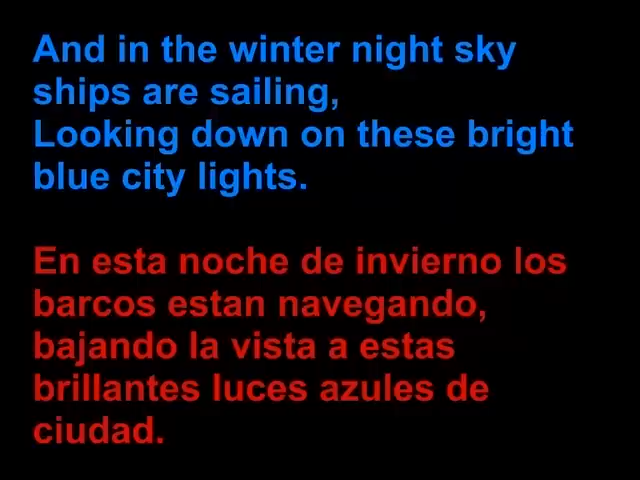 And in the winter night sky
ships are sailing,
Looking down on these bright
blue city lights.
En esta noche de invierno los
barcos estan navegando,
bajando la vista a estas
brillantes luces azules de
ciudad.